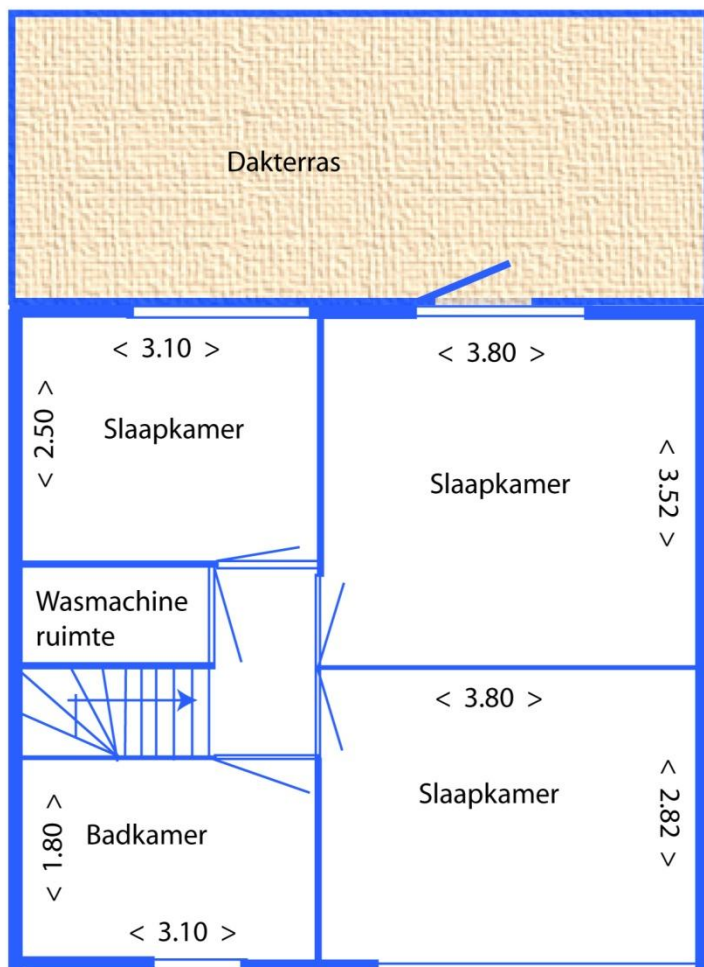 Dakterras
< 3.10 >
< 2.50 >
Slaapkamer
< 3.80 >
Slaapkamer
< 3.52 >
Wasmachine
ruimte
< 3.80 >
Slaapkamer
< 2.82 >
Badkamer
< 1.80 >
< 3.10 >